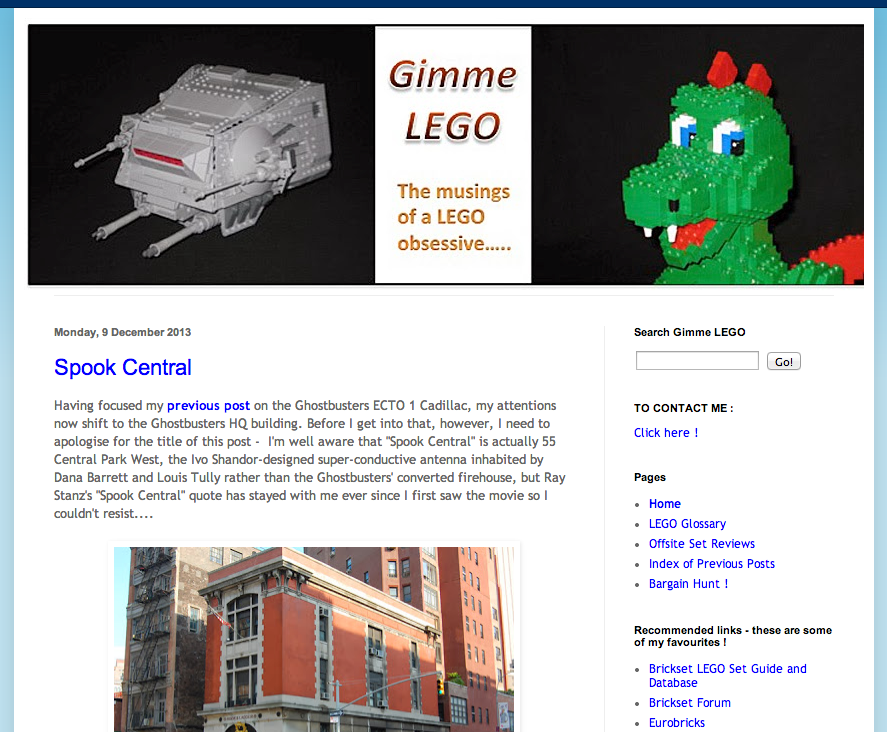 Gimme
LEGO
The musings
of a LEGO
obsessive.....
Monday, 9 December 2013
Spook Central
Having focused my previous post on the Ghostbusters ECTO 1 Cadillac, my attentions
now shift to the Ghostbusters HQ building. Before I get into that, however, I need to
apologise for the title of this post -  I'm well aware that "Spook Central" is actually 55
Central Park West, the Ivo Shandor-designed super-conductive antenna inhabited by
Dana Barrett and Louis Tully rather than the Ghostbusters' converted firehouse, but Ray
Stanz's "Spook Central" quote has stayed with me ever since I first saw the movie so I
couldn't resist....
Search Gimme LEGO
Go!
TO CONTACT ME :
Click here !
Pages
Home
LEGO Glossary
Offsite Set Reviews
Index of Previous Posts
Bargain Hunt !
Recommended links - these are some
of my favourites !
Brickset LEGO Set Guide and
Database
Brickset Forum
Eurobricks